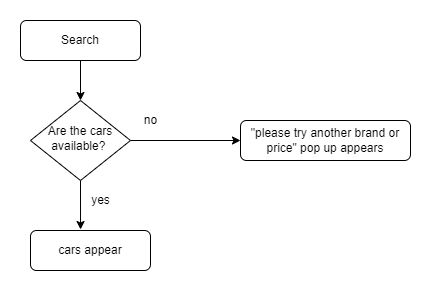 Search
no
Are the cars
available?
"please try another brand or
price" pop up appears
yes
cars appear